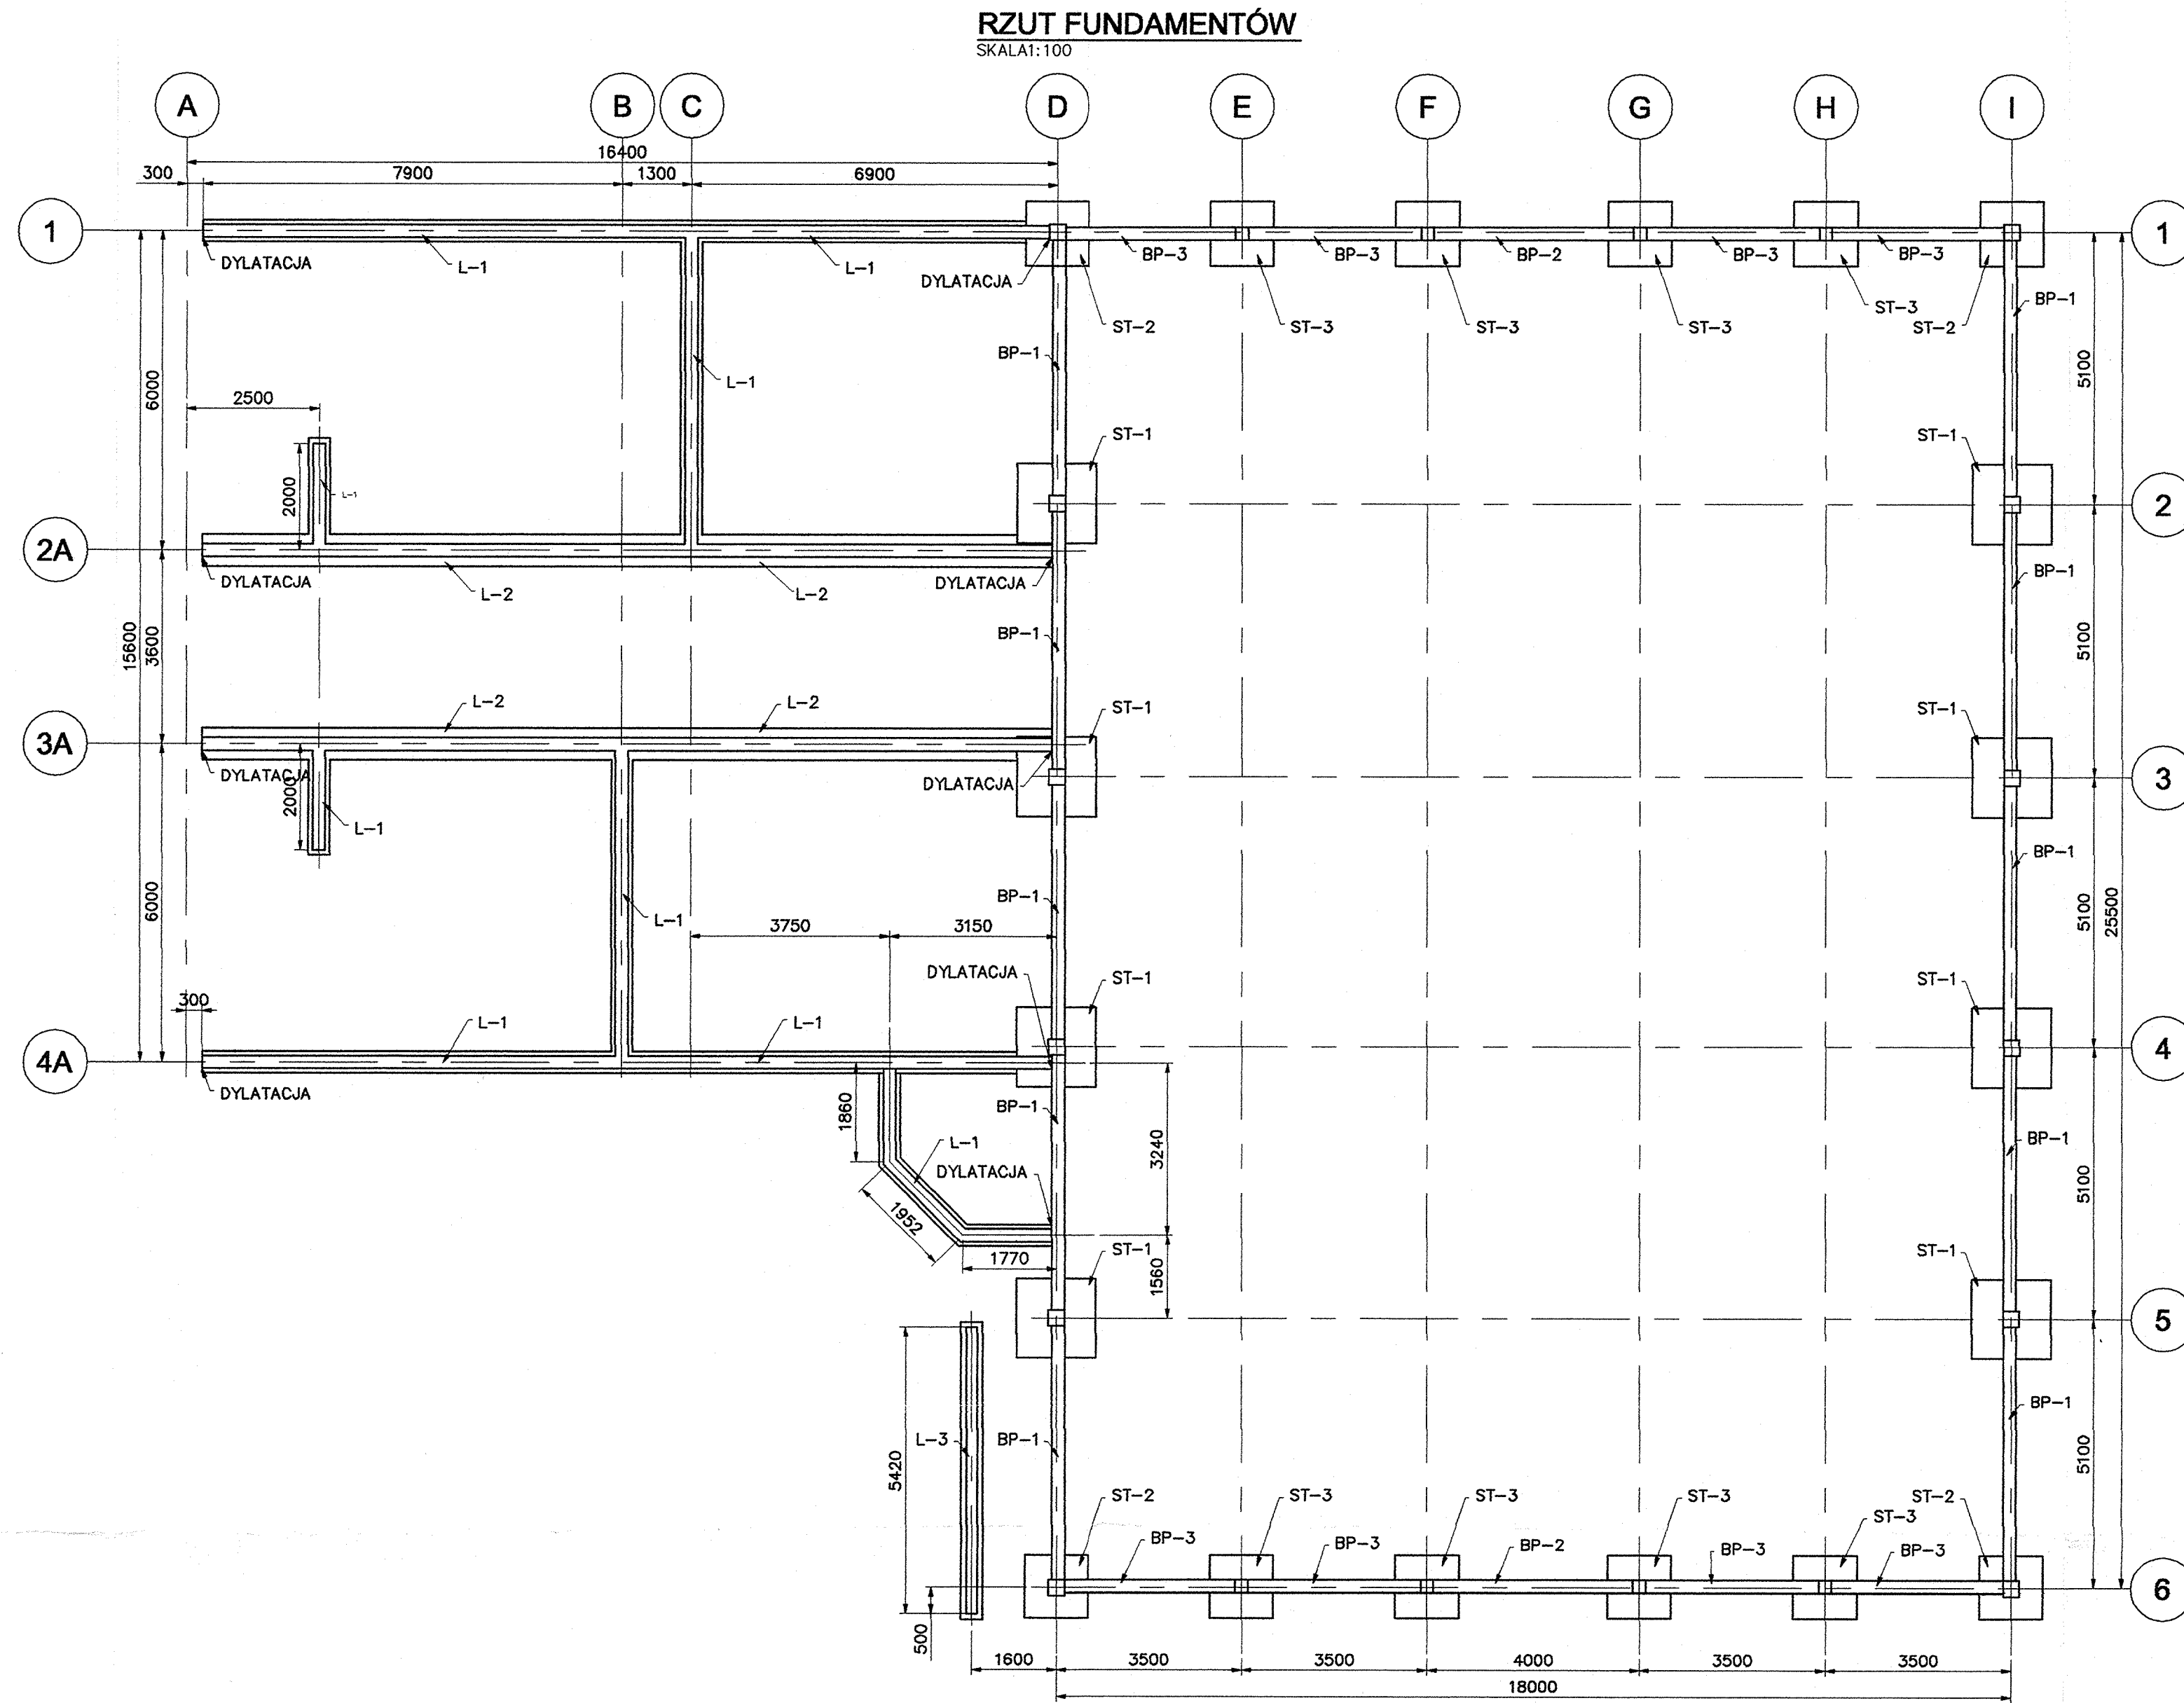 RZUT FUNDAMENTÓW
SKALA1:100
A B C D E F G H I
16400
300 7900 1300 6900
1 1
DYLATACJA L-1 L-1 DYLATACJA BP-3 BP-3 BP-2 BP-3 BP-3
ST-2 ST-3 ST-3 ST-3 ST-3 ST-2 BP-1
BP-1 5100
6000 L-1
2500
ST-1 ST-1
2000 L-1
2 
2A
DYLATACJA L-2 L-2 DYLATACJA BP-1
15600 3600 BP-1 5100
L-2 L-2 ST-1 ST-1
3A
DYLATACJA DYLATACJA 3
2000 L-1
BP-1
6000 L-1 BP-1 5100 25500
3750 3150
DYLATACJA ST-1 ST-1
300 L-1 L-1
4A 4
DYLATACJA
1860 BP-1 3240 BP-1
L-1
DYLATACJA 5100
1952
1770 1560 ST-1 ST-1
5
BP-1
5420 L-3 BP-1 5100
ST-2 ST-3 ST-3 ST-3 ST-3 ST-2
BP-3 BP-3 BP-2 BP-3 BP-3
6
500
1600 3500 3500 4000 3500 3500
18000